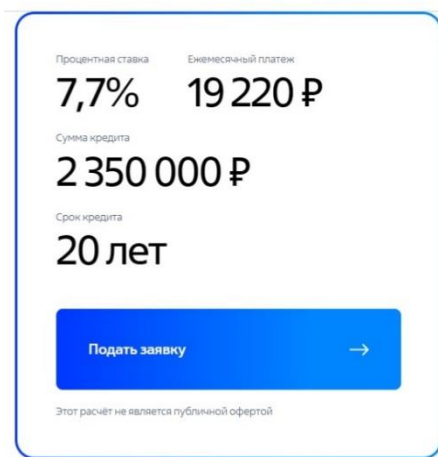 Процентная ставка Ежемесячный платеж
7,7% 19 220 ₽
Сумма кредита
2 350 000 ₽
Срок кредита
20 лет
Подать заявку →
Этот расчёт не является публичной офертой